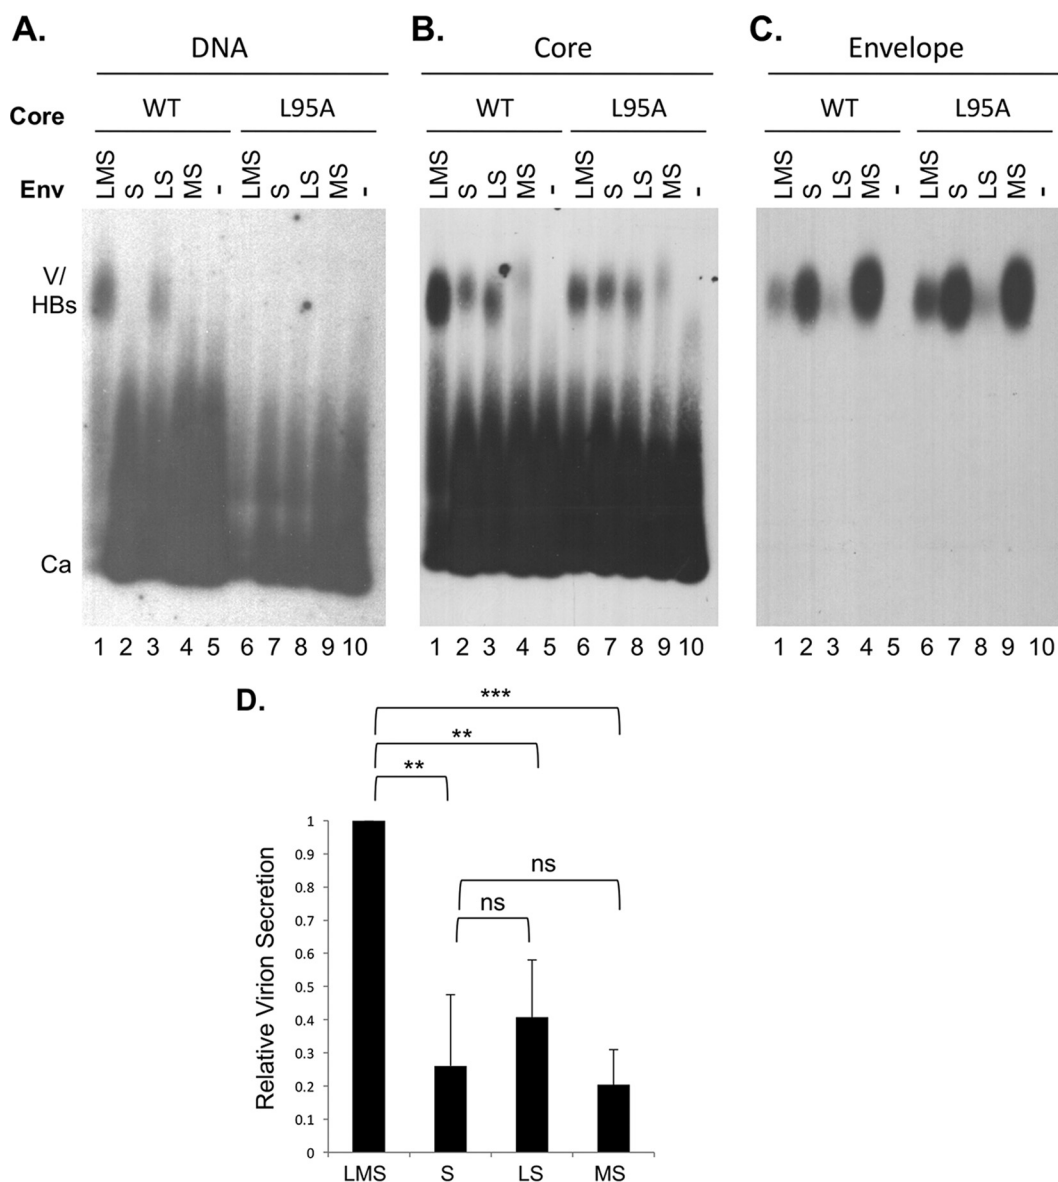 A. B. C.
DNA Core Envelope
Core WT L95A WT L95A WT L95A
Env LMS S LS MS - LMS S LS MS - LMS S LS MS - LMS S LS MS - LMS S LS MS - LMS S LS MS -
V/
HBs
Ca
1 2 3 4 5 6 7 8 9 10 1 2 3 4 5 6 7 8 9 10 1 2 3 4 5 6 7 8 9 10
D.
***
**
**
ns
ns
Relative Virion Secretion
1
0.9
0.8
0.7
0.6
0.5
0.4
0.3
0.2
0.1
0
LMS S LS MS